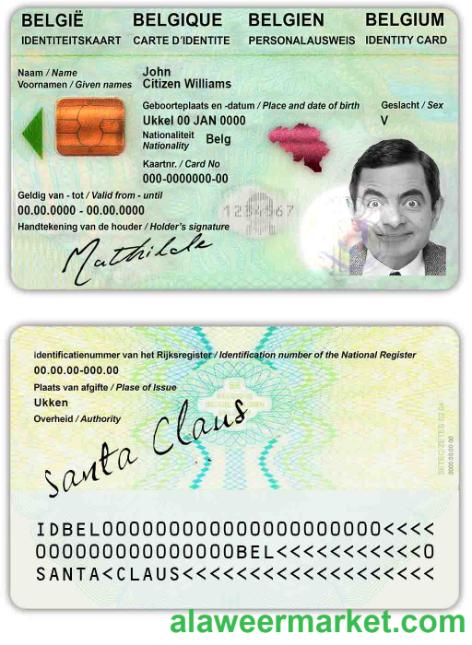 BELGIË BELGIQUE BELGIEN BELGIUM
IDENTITEITSKAART CARTE D'IDENTITE PERSONALAUSWEIS IDENTITY CARD
Naam / Name John
Voornamen / Given names Citizen Williams
Geboorteplaats en -datum / Place and date of birth Geslacht / Sex
Ukkel 00 JAN 0000 V
Nationaliteit Belg
Nationality
Kaartnr. / Card No
000-0000000-00
Geldig van - tot / Valid from - until
00.00.0000 - 00.00.0000
1234567
Handtekening van de houder / Holder's signature
Mathilde
Identificatienummer van het Rijksregister / Identification number of the National Register
00.00.00-000.00
Plaats van afgifte / Plase of Issue
Ukken
Overheid / Authority
Santa Claus
IDBEL00000000000000000000000<<<<
0000000000000000BEL<<<<<<<<<<<0
SANTA<CLAUS<<<<<<<<<<<<<<<<<<<
alaweermarket.com